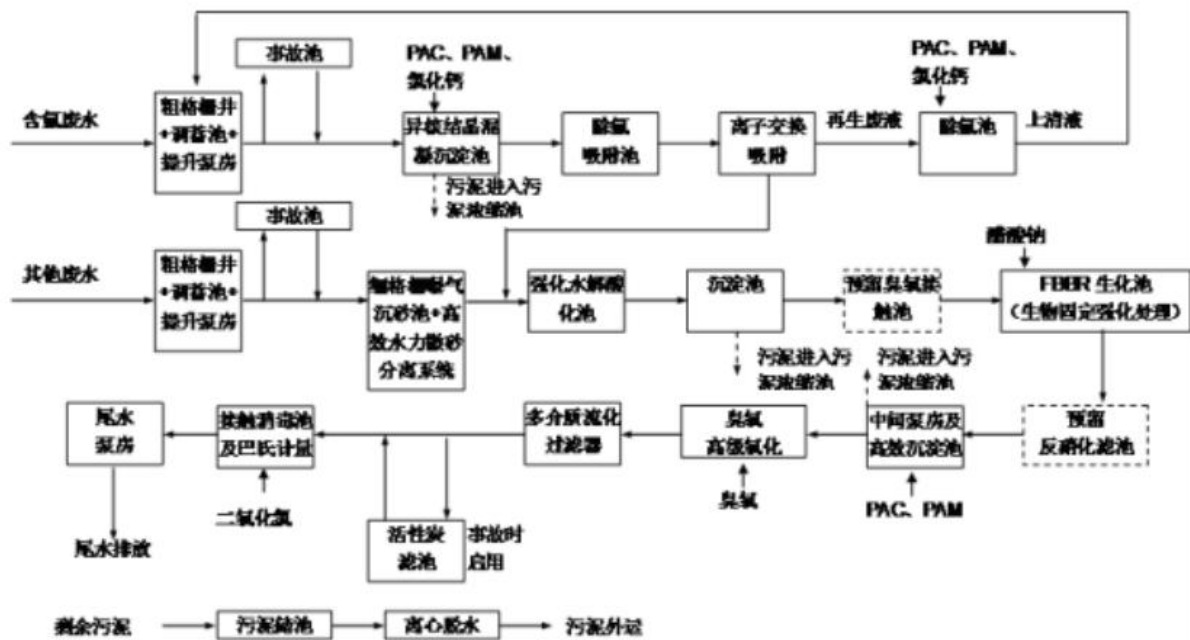 事故池
PAC、PAM、
氯化钙
PAC、PAM、
氯化钙
含氟废水
粗格栅井
+调蓄池+
提升泵房
异核结晶混
凝沉淀池
除氟
吸附池
离子交换
吸附
再生废液
除氟池
上清液
污泥进入污
泥浓缩池
事故池
其他废水
粗格栅井
+调蓄池+
提升泵房
细格栅曝气
沉砂池+高
效水力微砂
分离系统
强化水解酸
化池
沉淀池
预留臭氧接
触池
醋酸钠
FBBR 生化池
(生物固定强化处理)
污泥进入污
泥浓缩池
污泥进入污
泥浓缩池
尾水
泵房
接触消毒池
及巴氏计量
多介质流化
过滤器
臭氧
高级氧化
中间泵房及
高效沉淀池
预留
反硝化滤池
二氧化氯
臭氧
PAC、PAM
尾水排放
活性炭
滤池
事故时
启用
剩余污泥
污泥储池
离心脱水
污泥外运